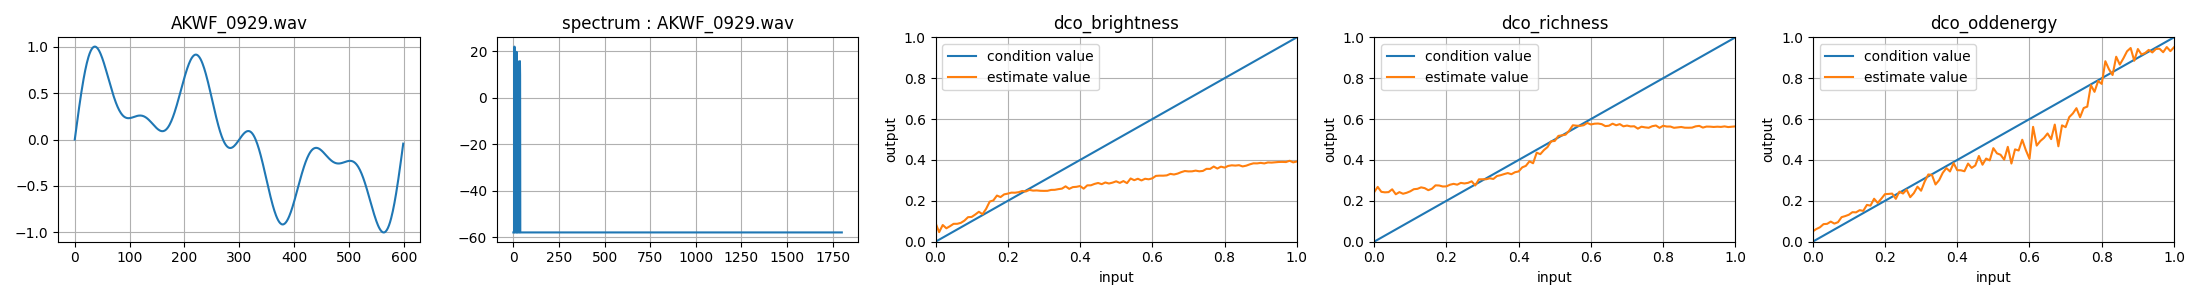 AKWF_0929.wav
1.0
0.5
0.0
−0.5
−1.0
0 100 200 300 400 500 600
spectrum : AKWF_0929.wav
20
0
−20
−40
−60
0 250 500 750 1000 1250 1500 1750
dco_brightness
condition value
estimate value
output
1.0
0.8
0.6
0.4
0.2
0.0
0.0 0.2 0.4 0.6 0.8 1.0
input
dco_richness
condition value
estimate value
output
1.0
0.8
0.6
0.4
0.2
0.0
0.0 0.2 0.4 0.6 0.8 1.0
input
dco_oddenergy
condition value
estimate value
output
1.0
0.8
0.6
0.4
0.2
0.0
0.0 0.2 0.4 0.6 0.8 1.0
input